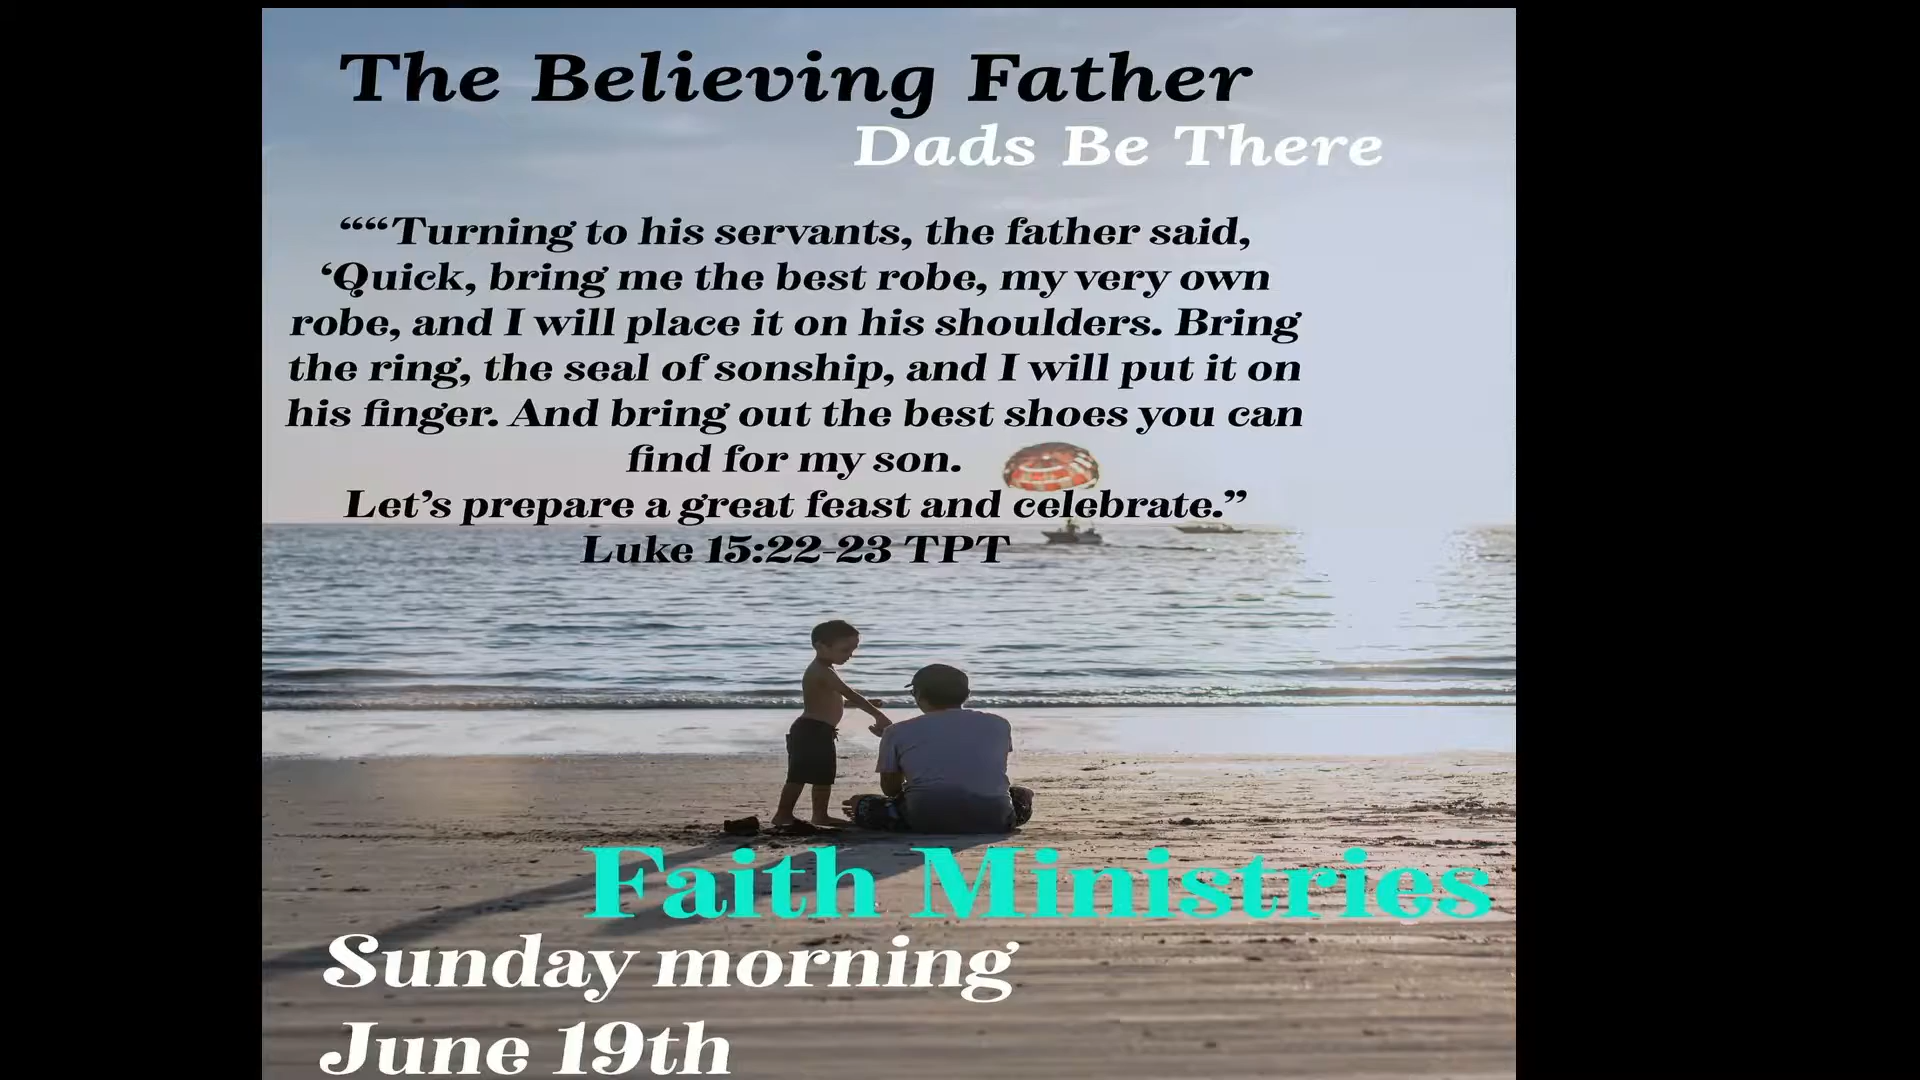 The Believing Father
Dads Be There
““Turning to his servants, the father said,
‘Quick, bring me the best robe, my very own
robe, and I will place it on his shoulders. Bring
the ring, the seal of sonship, and I will put it on
his finger. And bring out the best shoes you can
find for my son.
Let’s prepare a great feast and celebrate.”
Luke 15:22-23 TPT
Faith Ministries
Sunday morning
June 19th